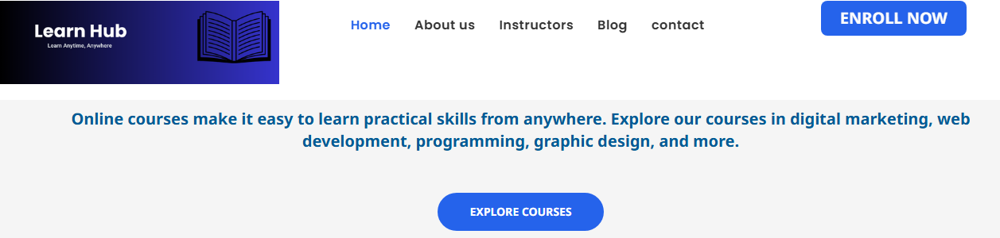 Learn Hub
Learn Anytime, Anywhere
Home About us Instructors Blog contact
ENROLL NOW
Online courses make it easy to learn practical skills from anywhere. Explore our courses in digital marketing, web
development, programming, graphic design, and more.
EXPLORE COURSES